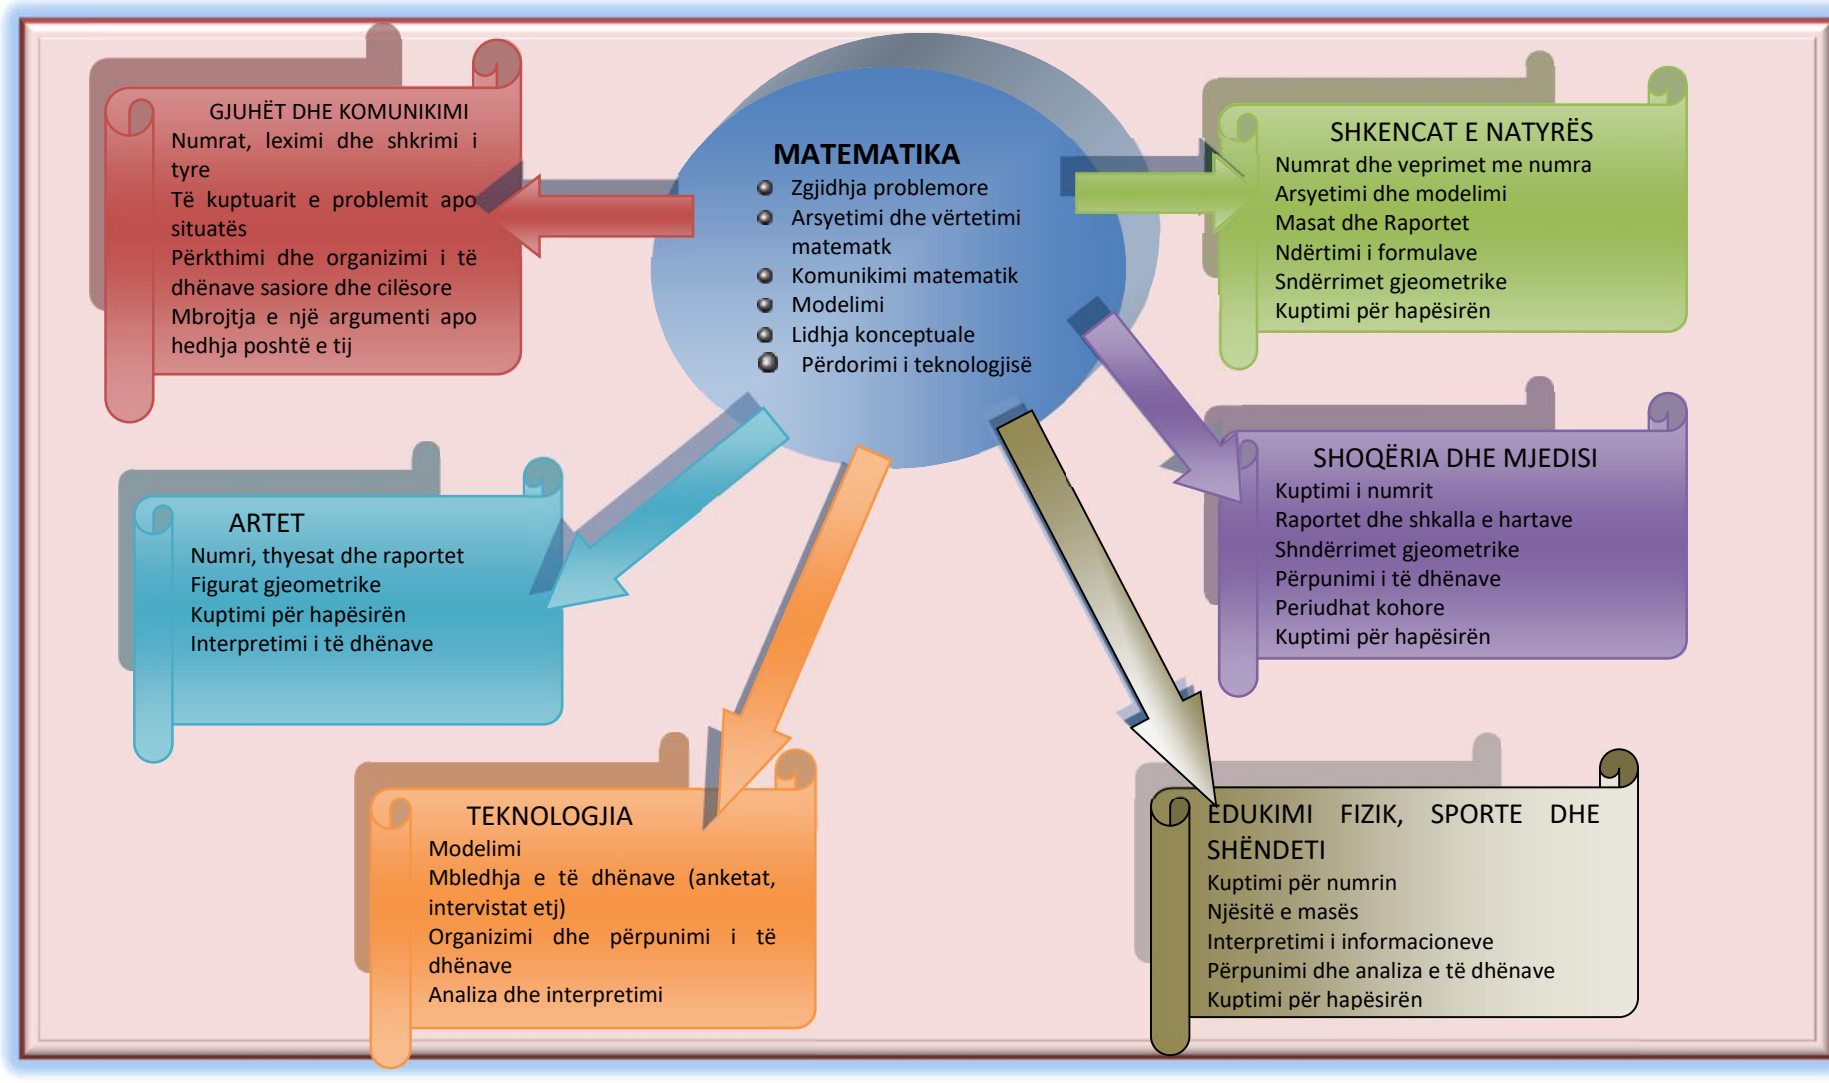 GJUHËT DHE KOMUNIKIMI
Numrat, leximi dhe shkrimi i
tyre
Të kuptuarit e problemit apo
situatës
Përkthimi dhe organizimi i të
dhënave sasiore dhe cilësore
Mbrojtja e një argumenti apo
hedhja poshtë e tij
MATEMATIKA
Zgjidhja problemore
Arsyetimi dhe vërtetimi
matematk
Komunikimi matematik
Modelimi
Lidhja konceptuale
Përdorimi i teknologjisë
SHKENCAT E NATYRËS
Numrat dhe veprimet me numra
Arsyetimi dhe modelimi
Masat dhe Raportet
Ndërtimi i formulave
Sndërrimet gjeometrike
Kuptimi për hapësirën
ARTET
Numri, thyesat dhe raportet
Figurat gjeometrike
Kuptimi për hapësirën
Interpretimi i të dhënave
SHOQËRIA DHE MJEDISI
Kuptimi i numrit
Raportet dhe shkalla e hartave
Shndërrimet gjeometrike
Përpunimi i të dhënave
Periudhat kohore
Kuptimi për hapësirën
TEKNOLOGJIA
Modelimi
Mbledhja e të dhënave (anketat,
intervistat etj)
Organizimi dhe përpunimi i të
dhënave
Analiza dhe interpretimi
EDUKIMI FIZIK, SPORTE DHE
SHËNDETI
Kuptimi për numrin
Njësitë e masës
Interpretimi i informacioneve
Përpunimi dhe analiza e të dhënave
Kuptimi për hapësirën